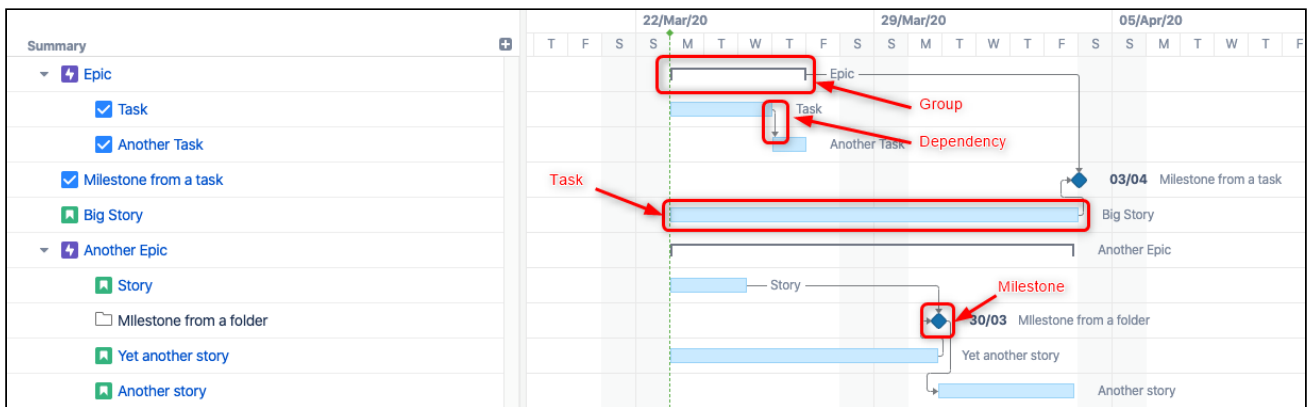 22/Mar/20 29/Mar/20 05/Apr/20
Summary T F S S M T W T F S S M T W T F S S M T W T F
Epic Epic
Group
Task Task
Dependency
Another Task Another Task
Milestone from a task Task 03/04 Milestone from a task
Big Story Big Story
Another Epic Another Epic
Story Story Milestone
MIlestone from a folder 30/03 MIlestone from a folder
Yet another story Yet another story
Another story Another story